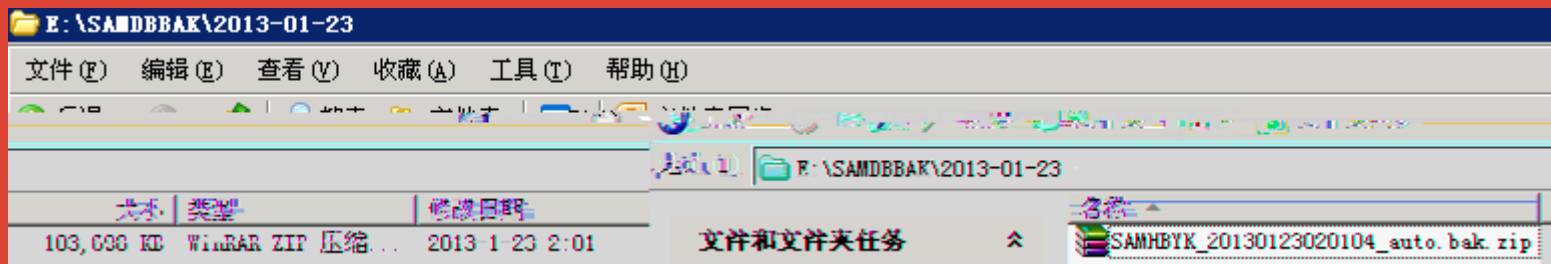 E:\SAMDBBAK\2013-01-23
文件(F) 编辑(E) 查看(V) 收藏(A) 工具(T) 帮助(H)
E:\SAMDBBAK\2013-01-23
大小 类型 修改日期
名称
KB WinRAR ZIP 压缩... 2013-1-23 2:01
文件和文件夹任务
SAMHBYK_20130123020104_auto.bak.zip